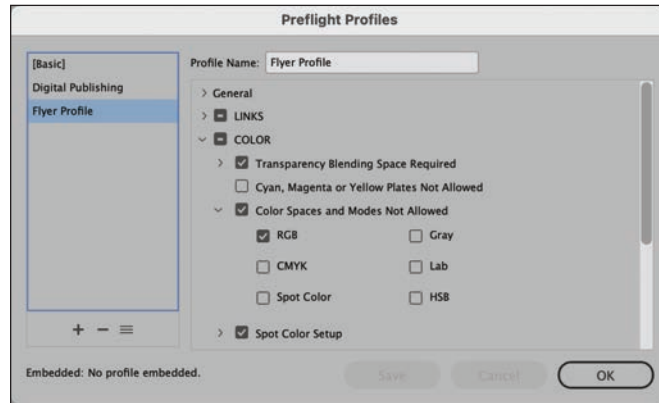 Preflight Profiles
[Basic]
Digital Publishing
Flyer Profile
Profile Name: Flyer Profile
General
LINKS
COLOR
Transparency Blending Space Required
Cyan, Magenta or Yellow Plates Not Allowed
Color Spaces and Modes Not Allowed
RGB Gray
CMYK Lab
Spot Color HSB
Spot Color Setup
Embedded: No profile embedded.
Save Cancel OK